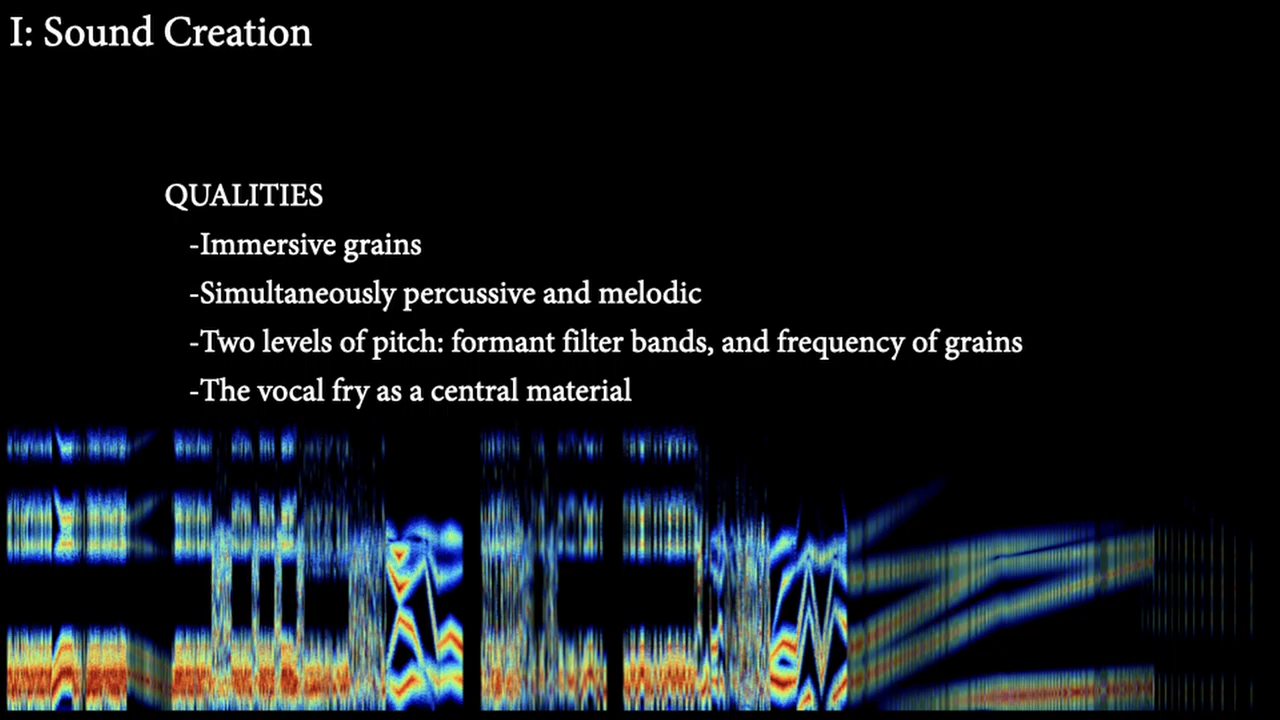 I: Sound Creation
QUALITIES
-Immersive grains
-Simultaneously percussive and melodic
-Two levels of pitch: formant filter bands, and frequency of grains
-The vocal fry as a central material